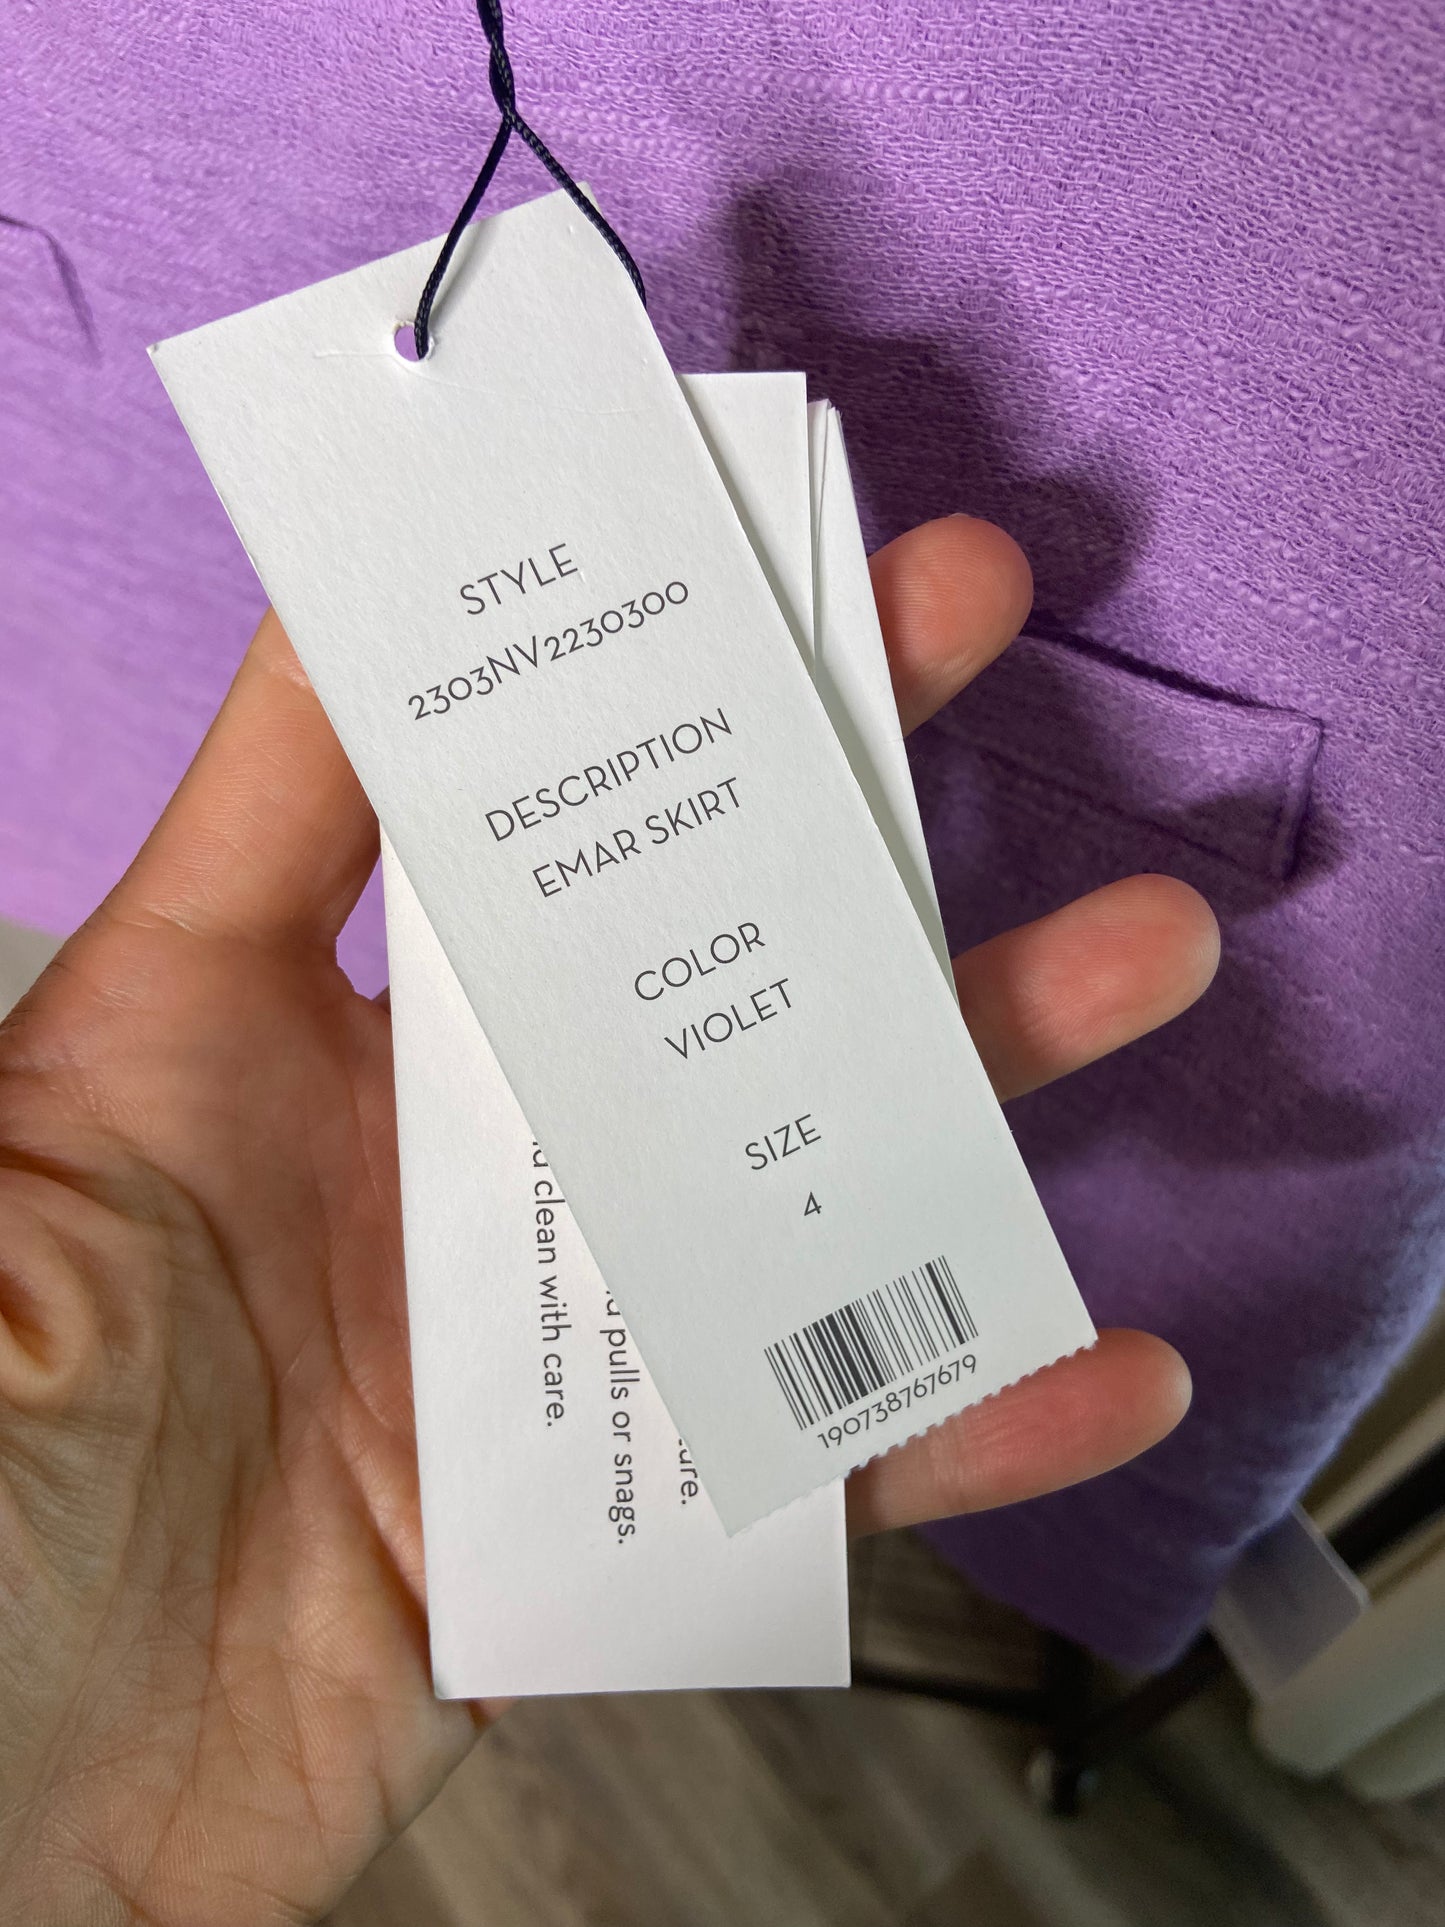 STYLE
2303NV2230300
DESCRIPTION
EMAR SKIRT
COLOR
VIOLET
SIZE
4
190738767679
clean with care.
pulls or snags.